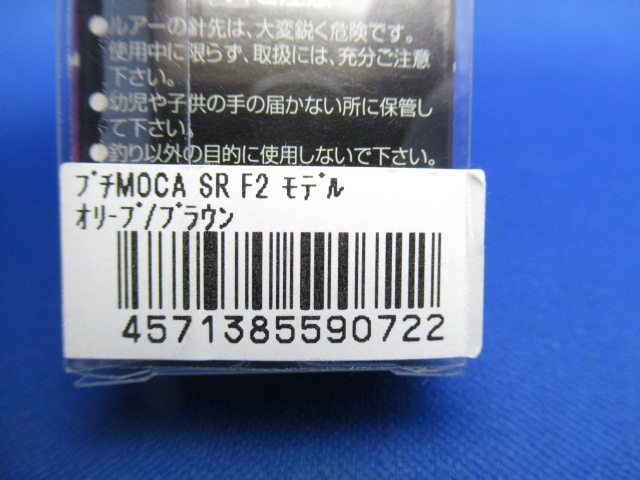 ●ルアーの針先は、大変鋭く危険です。
使用中に限らず、取扱には、充分ご注意
下さい。
●幼児や子供の手の届かない所に保管し
て下さい。
●釣り以外の目的に使用しないで下さい。
ﾌﾟﾁMOCA SR F2 ﾓﾃﾞﾙ
ｵﾘｰﾌﾞ/ﾌﾞﾗｳﾝ
4571385590722